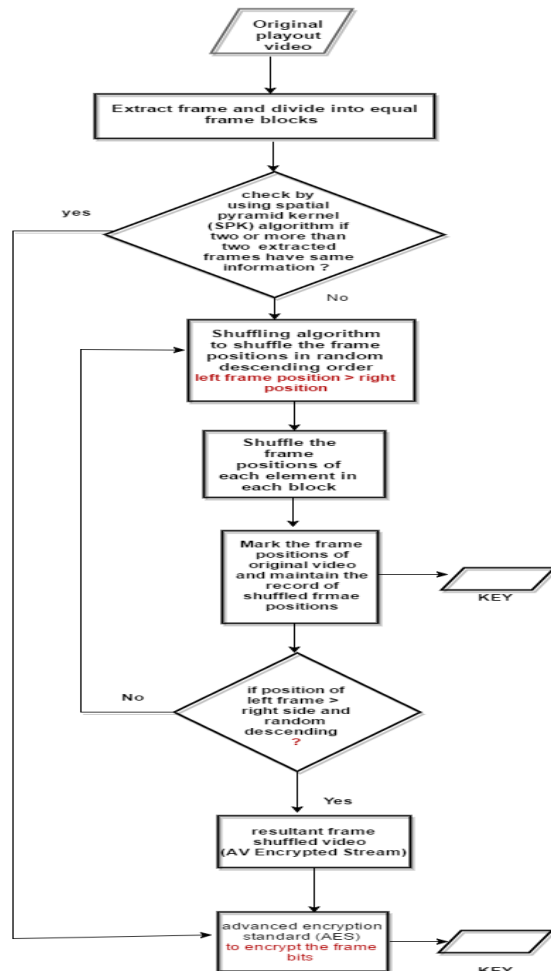 Original
playout
video
Extract frame and divide into equal
frame blocks
check by
using spatial
pyramid kernel
(SPK) algorithm if
two or more than
two extracted
frames have same
information ?
yes
No
Shuffling algorithm
to shuffle the frame
positions in random
descending order
left frame position > right
position
Shuffle the
frame
positions of
each element in
each block
Mark the frame
positions of
original video
and maintain the
record of
shuffled frmae
positions
KEY
No
if position of
left frame >
right side and
random
descending
?
Yes
resultant frame
shuffled video
(AV Encrypted Stream)
advanced encryption
standard (AES)
to encrypt the frame
bits
KEY